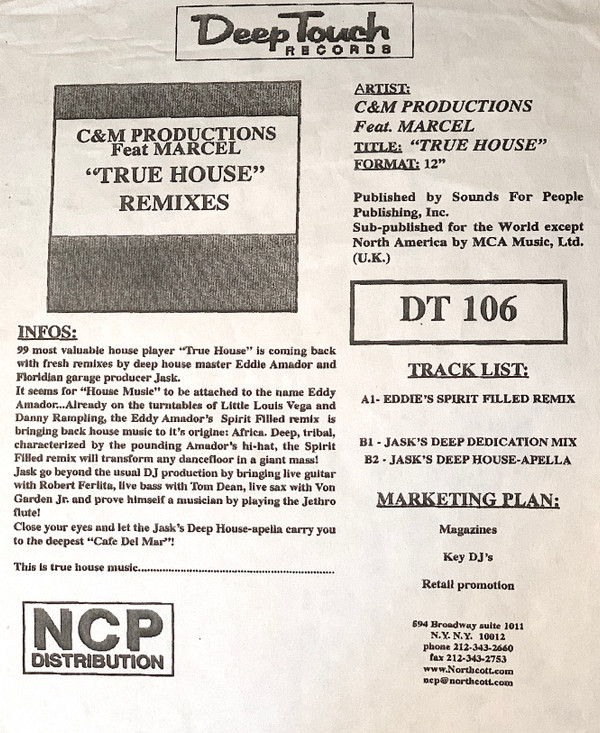 Deep Touch
RECORDS
C&M PRODUCTIONS
Feat MARCEL
“TRUE HOUSE”
REMIXES
INFOS:
99 most valuable house player “True House” is coming back
with fresh remixes by deep house master Eddie Amador and
Floridian garage producer Jask.
It seems for “House Music” to be attached to the name Eddy
Amador...Already on the turntables of Little Louis Vega and
Danny Rampling, the Eddy Amador's Spirit Filled remix is
bringing back house music to it's origine: Africa. Deep, tribal,
characterized by the pounding Amador's hi-hat, the Spirit
Filled remix will transform any dancefloor in a giant mass!
Jask go beyond the usual DJ production by bringing live guitar
with Robert Ferlita, live bass with Tom Dean, live sax with Von
Garden Jr. and prove himself a musician by playing the Jethro
flute!
Close your eyes and let the Jask's Deep House-apella carry you
to the deepest “Cafe Del Mar”!
This is true house music..........................................................
NCP
DISTRIBUTION
ARTIST:
C&M PRODUCTIONS
Feat. MARCEL
TITLE: “TRUE HOUSE”
FORMAT: 12”
Published by Sounds For People
Publishing, Inc.
Sub-published for the World except
North America by MCA Music, Ltd.
(U.K.)
DT 106
TRACK LIST:
A1- EDDIE'S SPIRIT FILLED REMIX
B1 - JASK'S DEEP DEDICATION MIX
B2 - JASK'S DEEP HOUSE-APELLA
MARKETING PLAN:
Magazines
Key DJ's
Retail promotion
594 Broadway suite 1011
N.Y. N.Y. 10012
phone 212-343-2660
fax 212-343-2753
www.Northcott.com
ncp@northcott.com